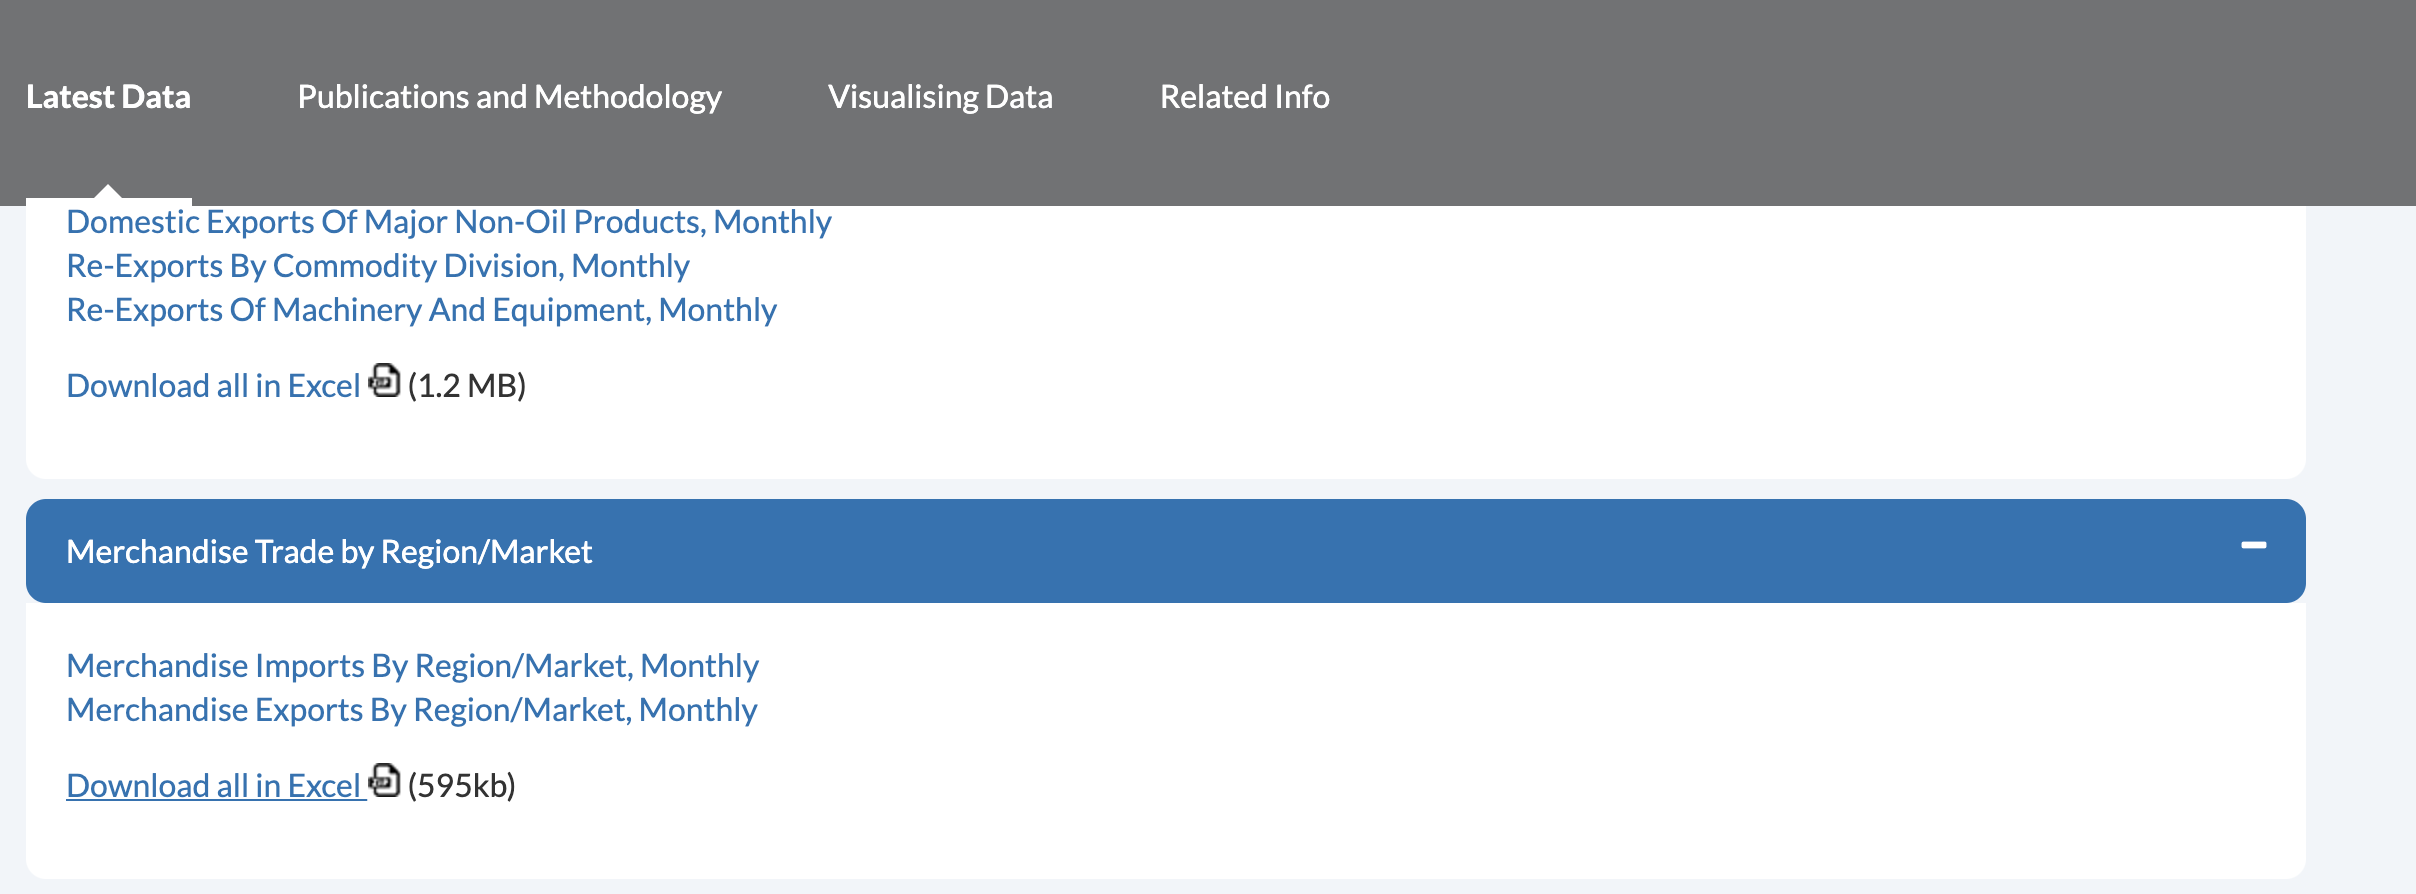 Latest Data Publications and Methodology Visualising Data Related Info
Domestic Exports Of Major Non-Oil Products, Monthly
Re-Exports By Commodity Division, Monthly
Re-Exports Of Machinery And Equipment, Monthly
Download all in Excel (1.2 MB)
Merchandise Trade by Region/Market
Merchandise Imports By Region/Market, Monthly
Merchandise Exports By Region/Market, Monthly
Download all in Excel (595kb)